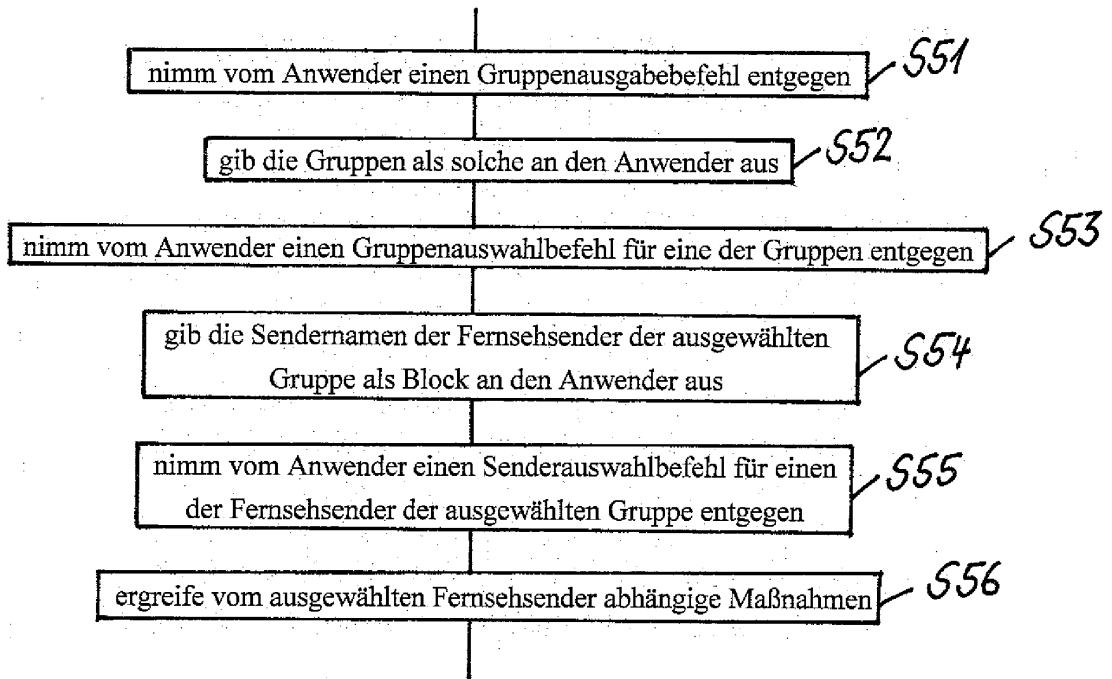 nimm vom Anwender einen Gruppenausgabebefehl entgegen S51
gib die Gruppen als solche an den Anwender aus S52
nimm vom Anwender einen Gruppenauswahlbefehl für eine der Gruppen entgegen S53
gib die Sendernamen der Fernsehsender der ausgewählten
Gruppe als Block an den Anwender aus
S54
nimm vom Anwender einen Senderauswahlbefehl für einen
der Fernsehsender der ausgewählten Gruppe entgegen
S55
ergreife vom ausgewählten Fernsehsender abhängige Maßnahmen S56